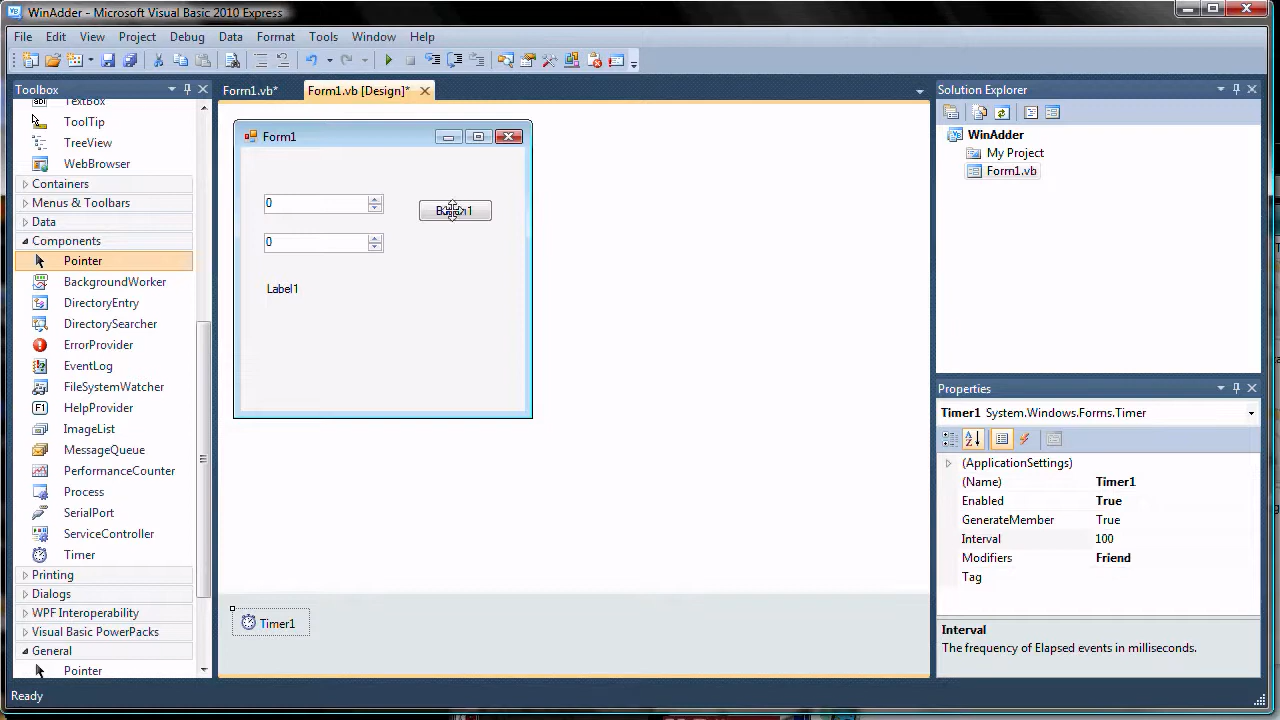 WinAdder - Microsoft Visual Basic 2010 Express
File Edit View Project Debug Data Format Tools Window Help
Toolbox
TextBox
ToolTip
TreeView
WebBrowser
Containers
Menus & Toolbars
Data
Components
Pointer
BackgroundWorker
DirectoryEntry
DirectorySearcher
ErrorProvider
EventLog
FileSystemWatcher
HelpProvider
ImageList
MessageQueue
PerformanceCounter
Process
SerialPort
ServiceController
Timer
Printing
Dialogs
WPF Interoperability
Visual Basic PowerPacks
General
Pointer
Form1.vb* Form1.vb [Design]*
Form1
0
Button1
0
Label1
Timer1
Solution Explorer
WinAdder
My Project
Form1.vb
Properties
Timer1 System.Windows.Forms.Timer
(ApplicationSettings)
(Name) Timer1
Enabled True
GenerateMember True
Interval 100
Modifiers Friend
Tag
Interval
The frequency of Elapsed events in milliseconds.
Ready